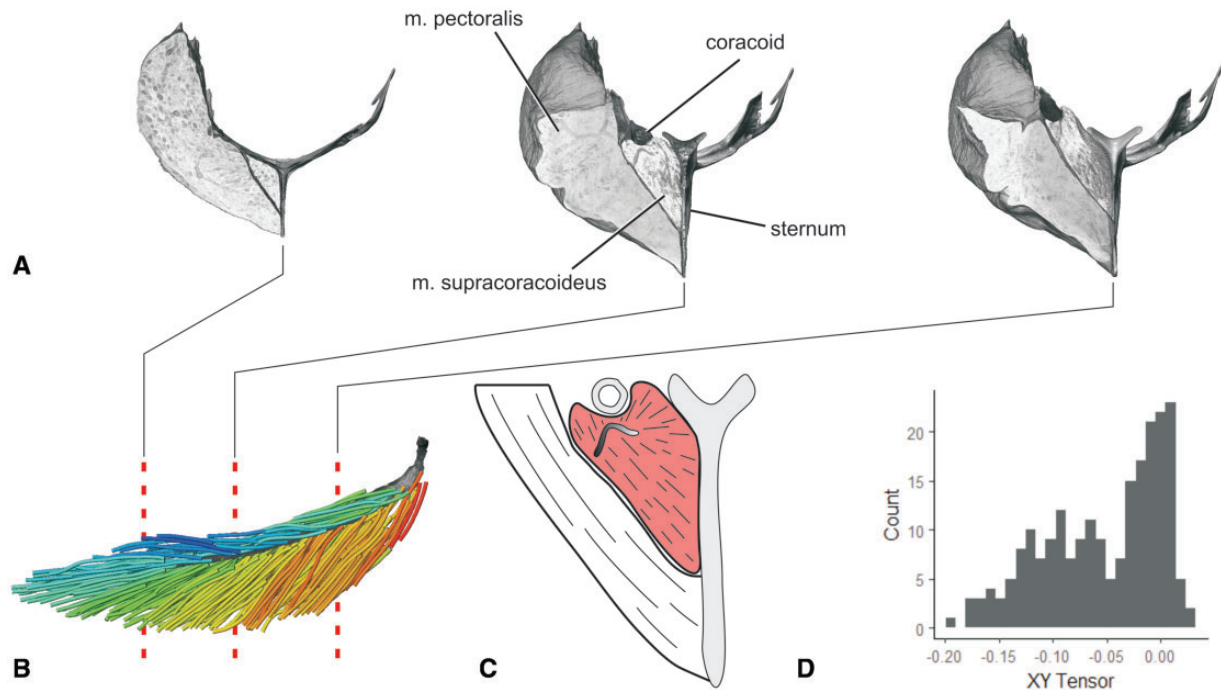 m. pectoralis
coracoid
sternum
m. supracoracoideus
A
B
C
D
Count
20
15
10
5
0
-0.20
-0.15
-0.10
-0.05
0.00
XY Tensor